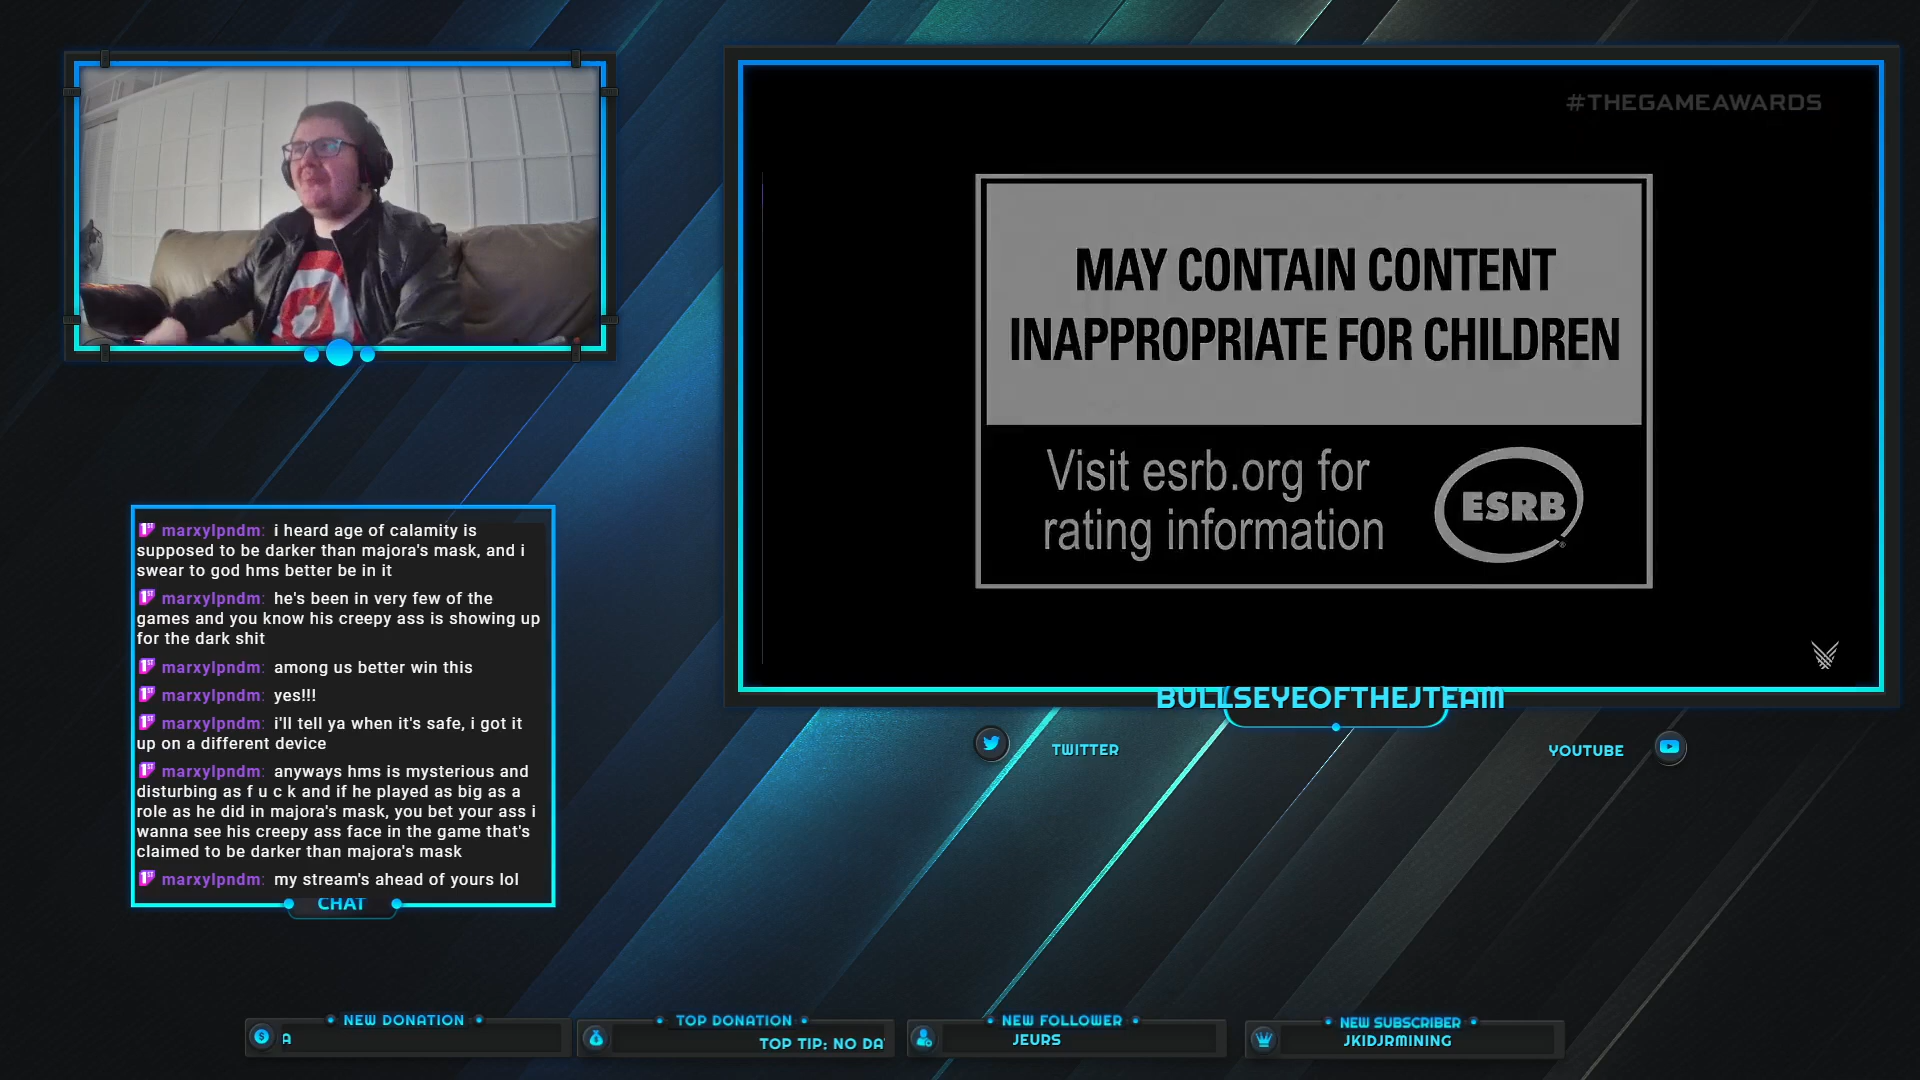 #THEGAMEAWARDS
MAY CONTAIN CONTENT
INAPPROPRIATE FOR CHILDREN
Visit esrb.org for
rating information
ESRB
BULLSEYEOFTHEJTEAM
TWITTER
YOUTUBE
marxylpndm: i heard age of calamity is
supposed to be darker than majora's mask, and i
swear to god hms better be in it
marxylpndm: he's been in very few of the
games and you know his creepy ass is showing up
for the dark shit
marxylpndm: among us better win this
marxylpndm: yes!!!
marxylpndm: i'll tell ya when it's safe, i got it
up on a different device
marxylpndm: anyways hms is mysterious and
disturbing as f u c k and if he played as big as a
role as he did in majora's mask, you bet your ass i
wanna see his creepy ass face in the game that's
claimed to be darker than majora's mask
marxylpndm: my stream's ahead of yours lol
CHAT
NEW DONATION
A
TOP DONATION
TOP TIP: NO DA
NEW FOLLOWER
JEURS
NEW SUBSCRIBER
JKIDJRMINING